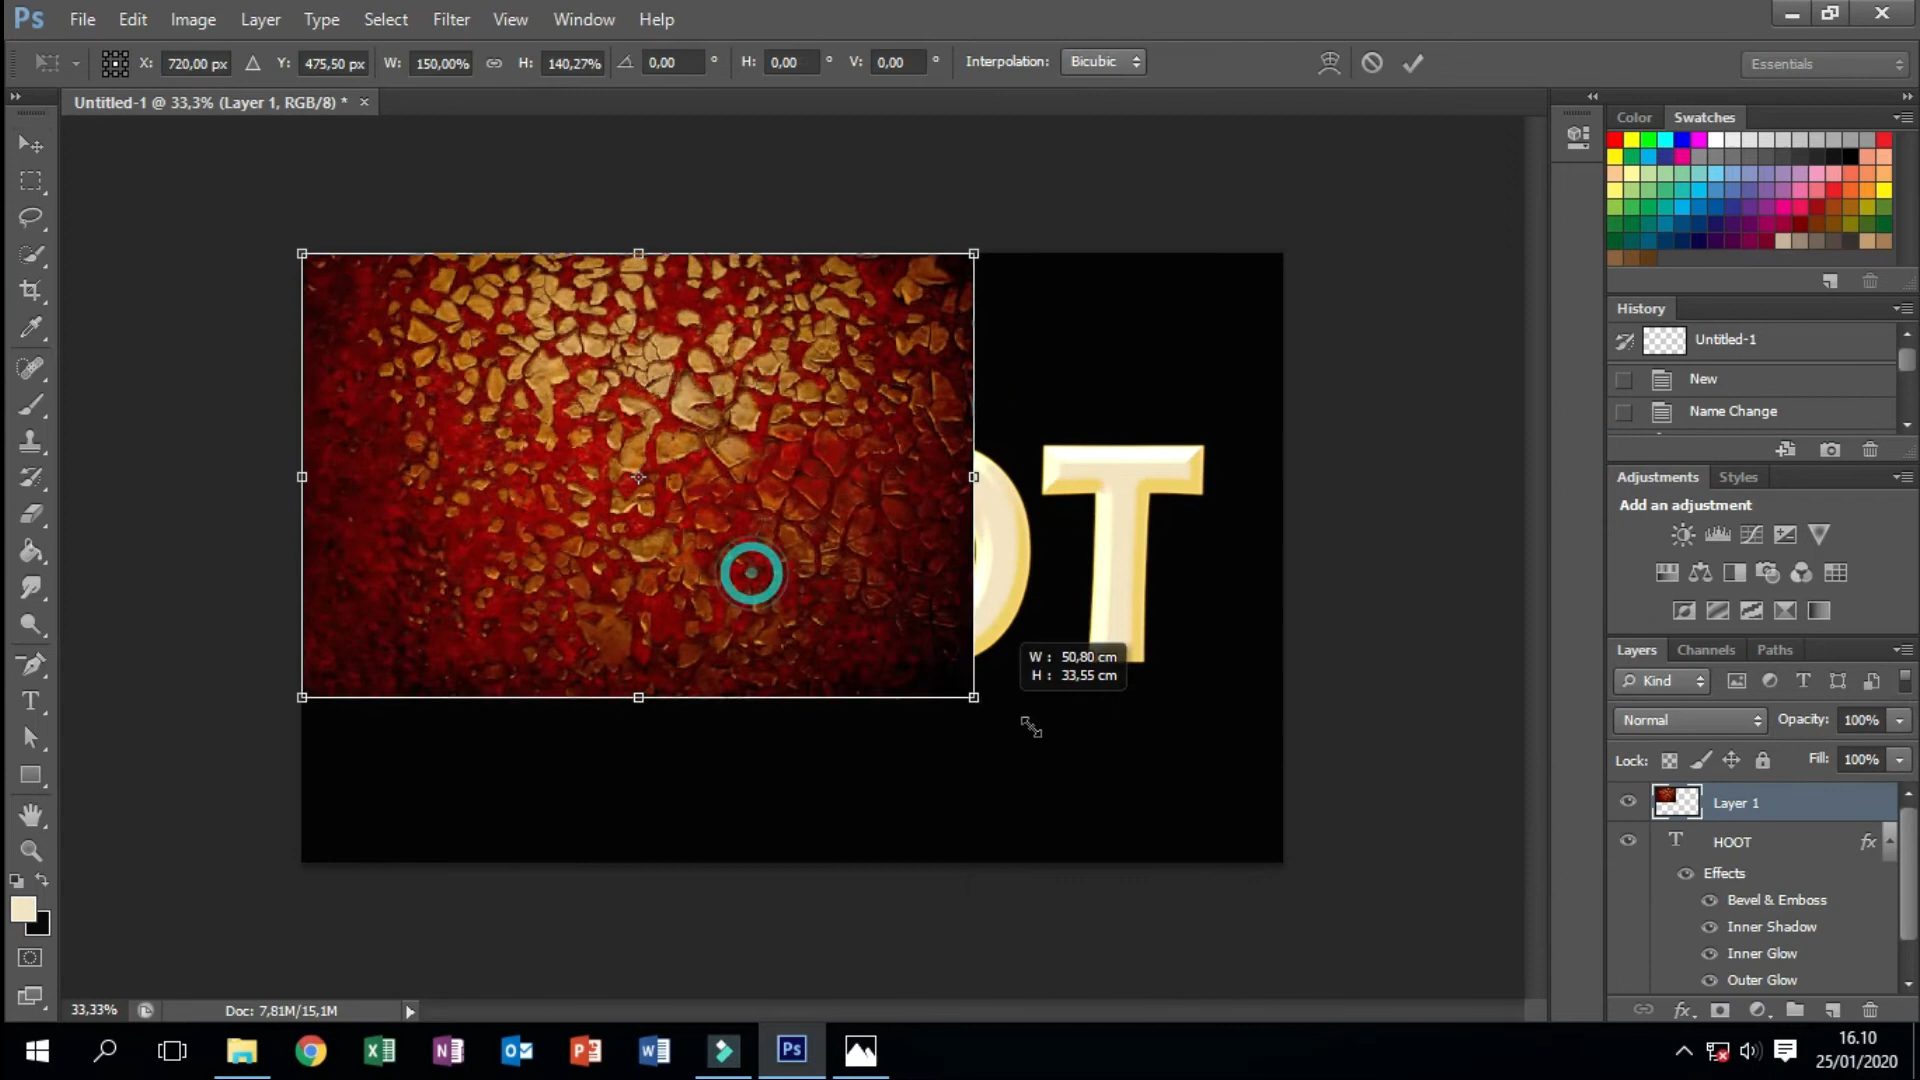 Ps File Edit Image Layer Type Select Filter View Window Help
X: 720,00 px Y: 475,50 px W: 150,00% H: 140,27% 0,00 ° H: 0,00 ° V: 0,00 ° Interpolation: Bicubic Essentials
Untitled-1 @ 33,3% (Layer 1, RGB/8) * ×
Color Swatches
History
Untitled-1
New
Name Change
Adjustments Styles
Add an adjustment
OT
W : 50,80 cm
H : 33,55 cm
Layers Channels Paths
Kind
Normal Opacity: 100%
Lock: Fill: 100%
Layer 1
T HOOT fx
Effects
Bevel & Emboss
Inner Shadow
Inner Glow
Outer Glow
33,33% Doc: 7,81M/15,1M
fx
Ps
16.10
25/01/2020